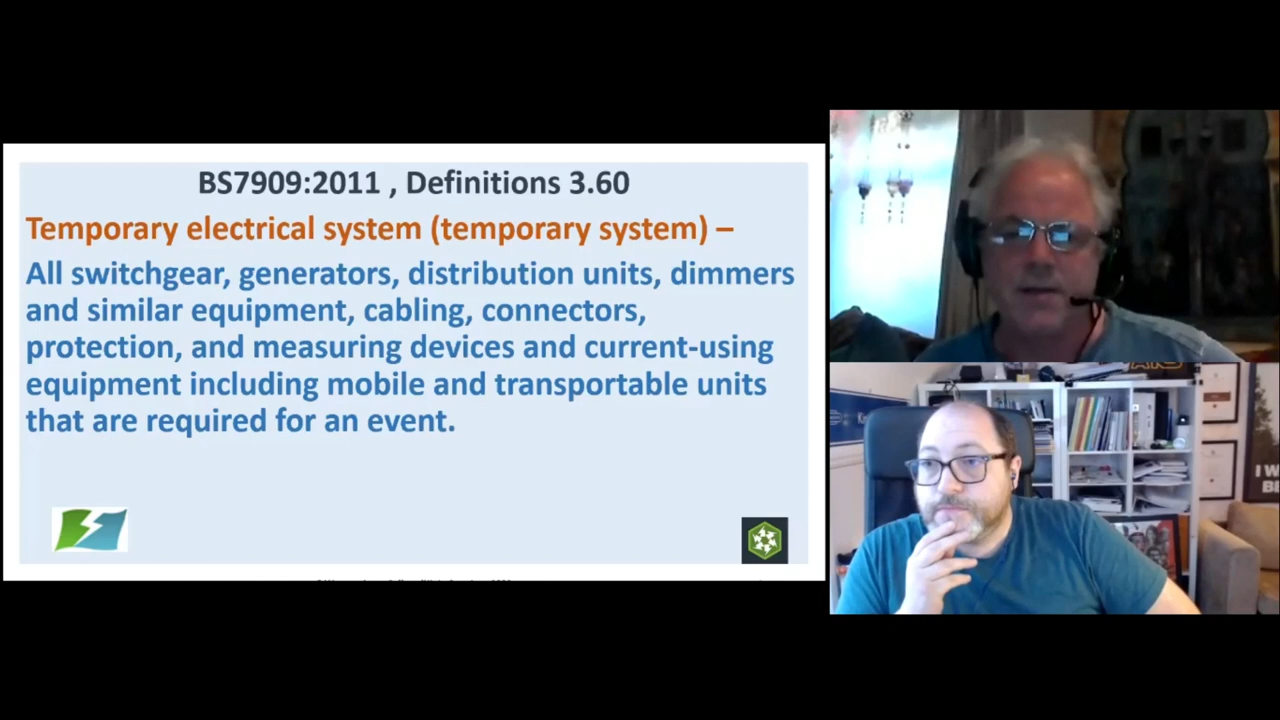 BS7909:2011 , Definitions 3.60
Temporary electrical system (temporary system) –
All switchgear, generators, distribution units, dimmers
and similar equipment, cabling, connectors,
protection, and measuring devices and current-using
equipment including mobile and transportable units
that are required for an event.
I W
BE